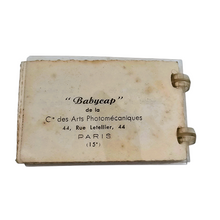 "Babycap"
de la
Cie des Arts Photomécaniques
44, Rue Letellier, 44
PARIS
(15e)